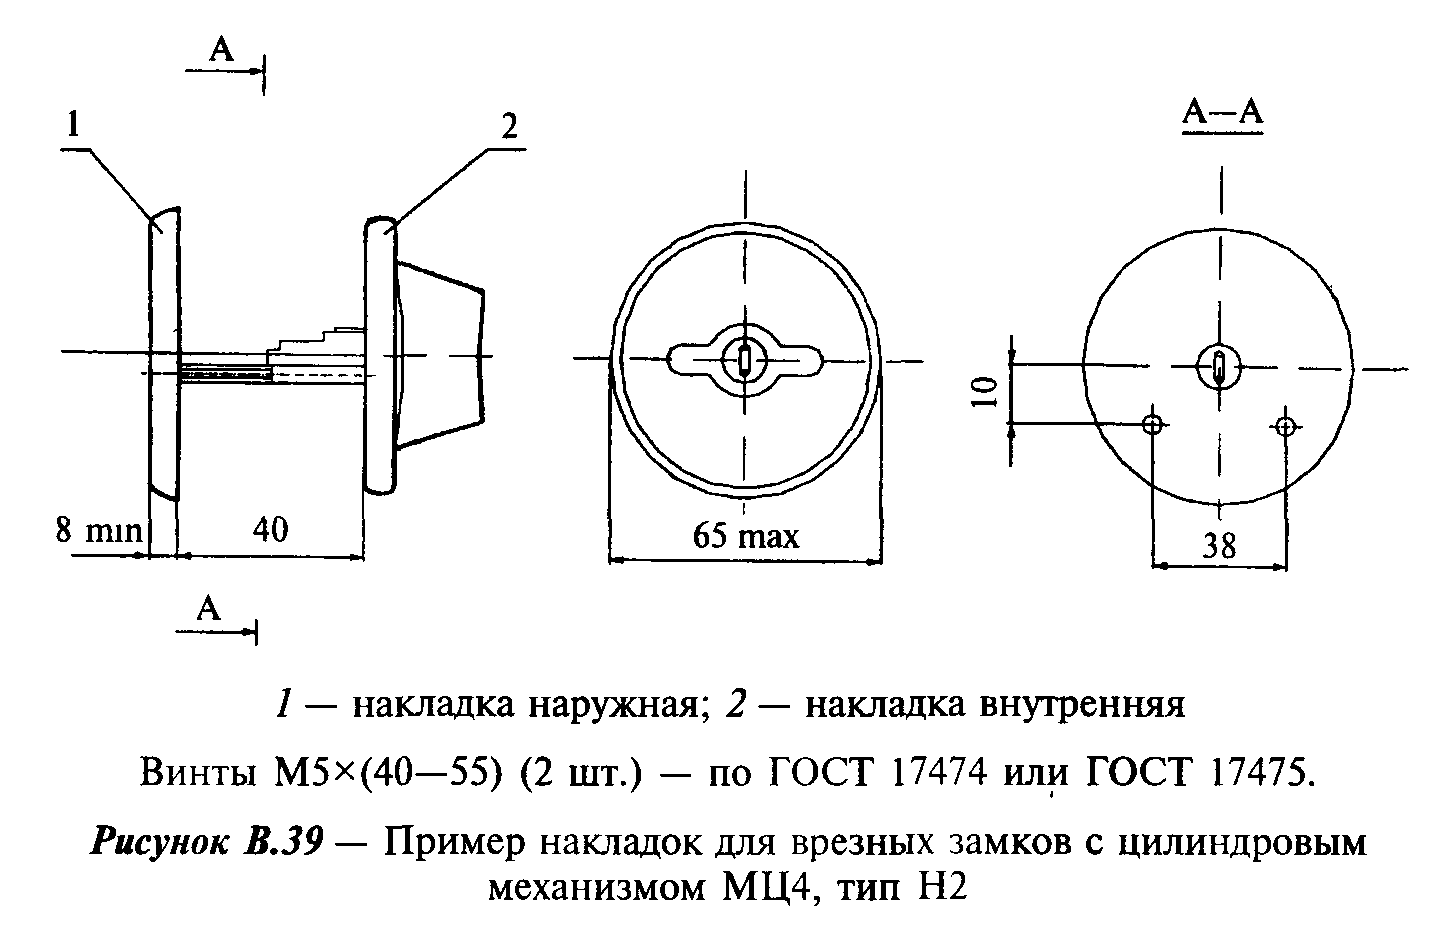 А
1
2
А—А
10
8 min
40
65 max
38
А
1 — накладка наружная; 2 — накладка внутренняя
Винты М5×(40—55) (2 шт.) — по ГОСТ 17474 или ГОСТ 17475.
Рисунок В.39 — Пример накладок для врезных замков с цилиндровым
механизмом МЦ4, тип Н2